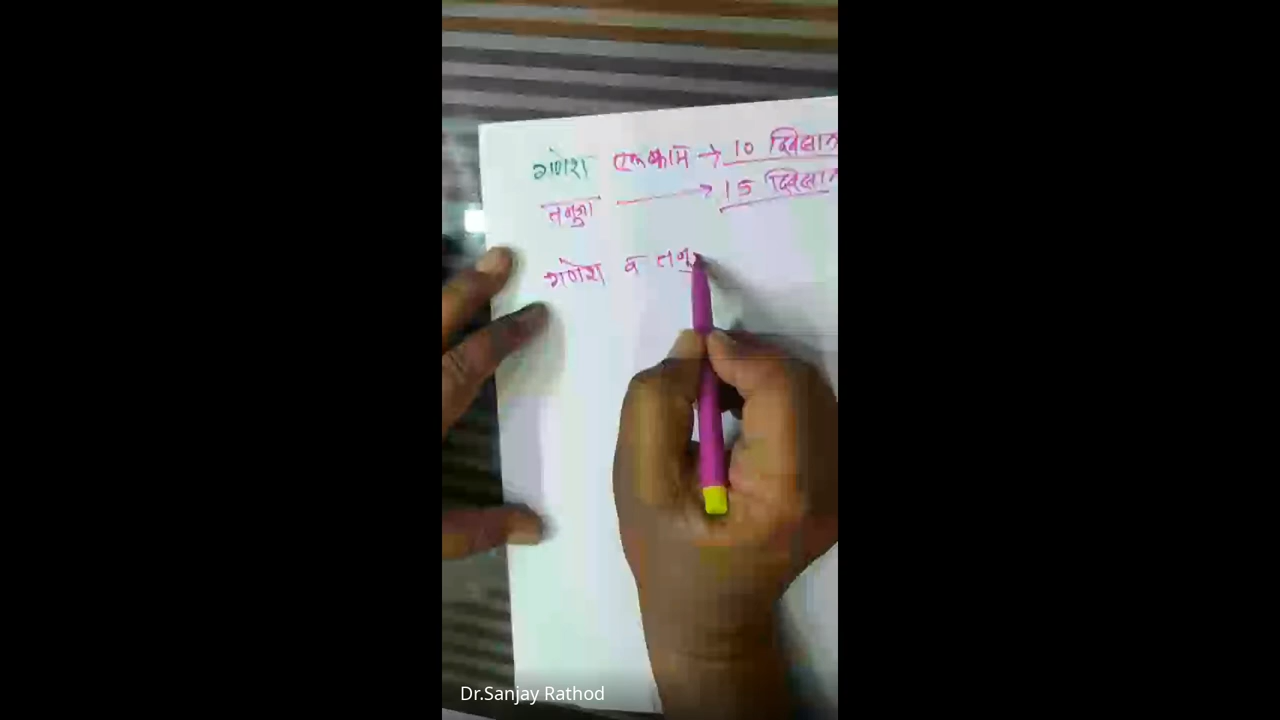 गणेश एक काम → 10 दिवसात
तनुजा → 15 दिवसात
गणेश व तनु
Dr.Sanjay Rathod